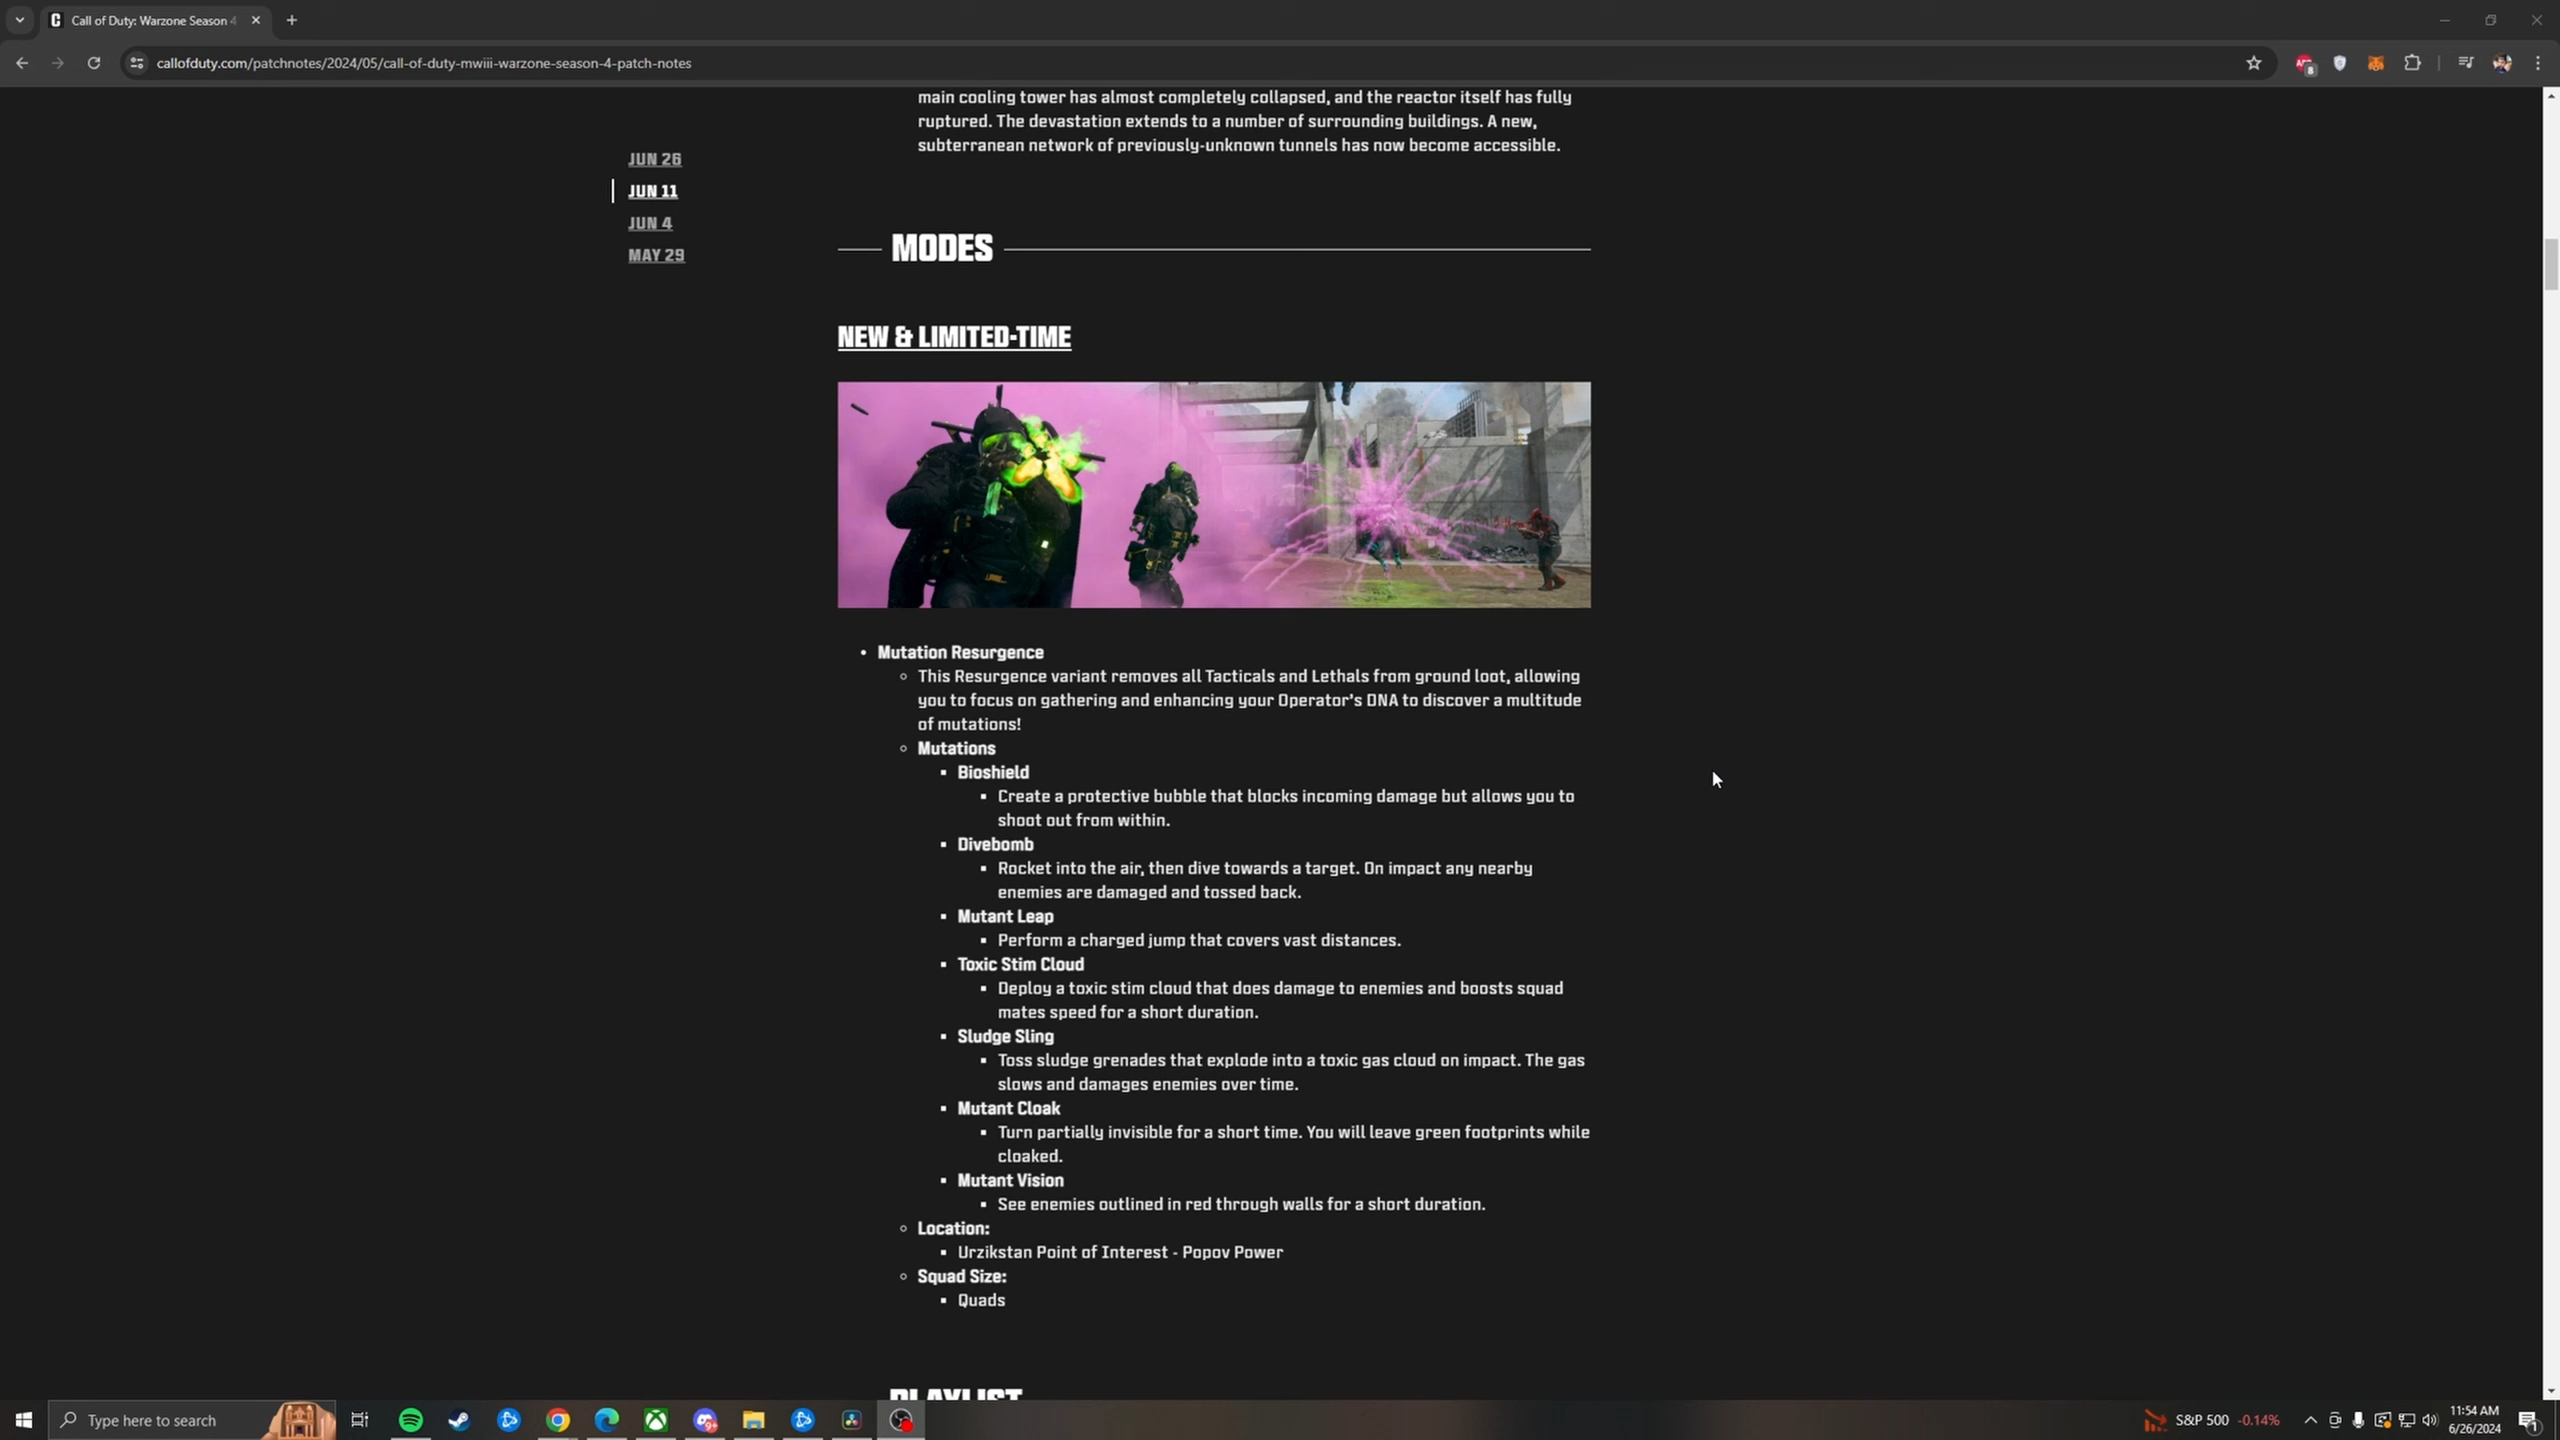 Call of Duty: Warzone Season 4
callofduty.com/patchnotes/2024/05/call-of-duty-mwiii-warzone-season-4-patch-notes
8
main cooling tower has almost completely collapsed, and the reactor itself has fully
ruptured. The devastation extends to a number of surrounding buildings. A new,
subterranean network of previously-unknown tunnels has now become accessible.
JUN 26
JUN 11
JUN 4
MAY 29
MODES
NEW & LIMITED-TIME
• Mutation Resurgence
This Resurgence variant removes all Tacticals and Lethals from ground loot, allowing
you to focus on gathering and enhancing your Operator's DNA to discover a multitude
of mutations!
Mutations
Bioshield
Create a protective bubble that blocks incoming damage but allows you to
shoot out from within.
Divebomb
Rocket into the air, then dive towards a target. On impact any nearby
enemies are damaged and tossed back.
Mutant Leap
Perform a charged jump that covers vast distances.
Toxic Stim Cloud
Deploy a toxic stim cloud that does damage to enemies and boosts squad
mates speed for a short duration.
Sludge Sling
Toss sludge grenades that explode into a toxic gas cloud on impact. The gas
slows and damages enemies over time.
Mutant Cloak
Turn partially invisible for a short time. You will leave green footprints while
cloaked.
Mutant Vision
See enemies outlined in red through walls for a short duration.
Location:
Urzikstan Point of Interest - Popov Power
Squad Size:
Quads
PLAYLIST
Type here to search
9+
S&P 500 -0.14%
11:54 AM
6/26/2024
1